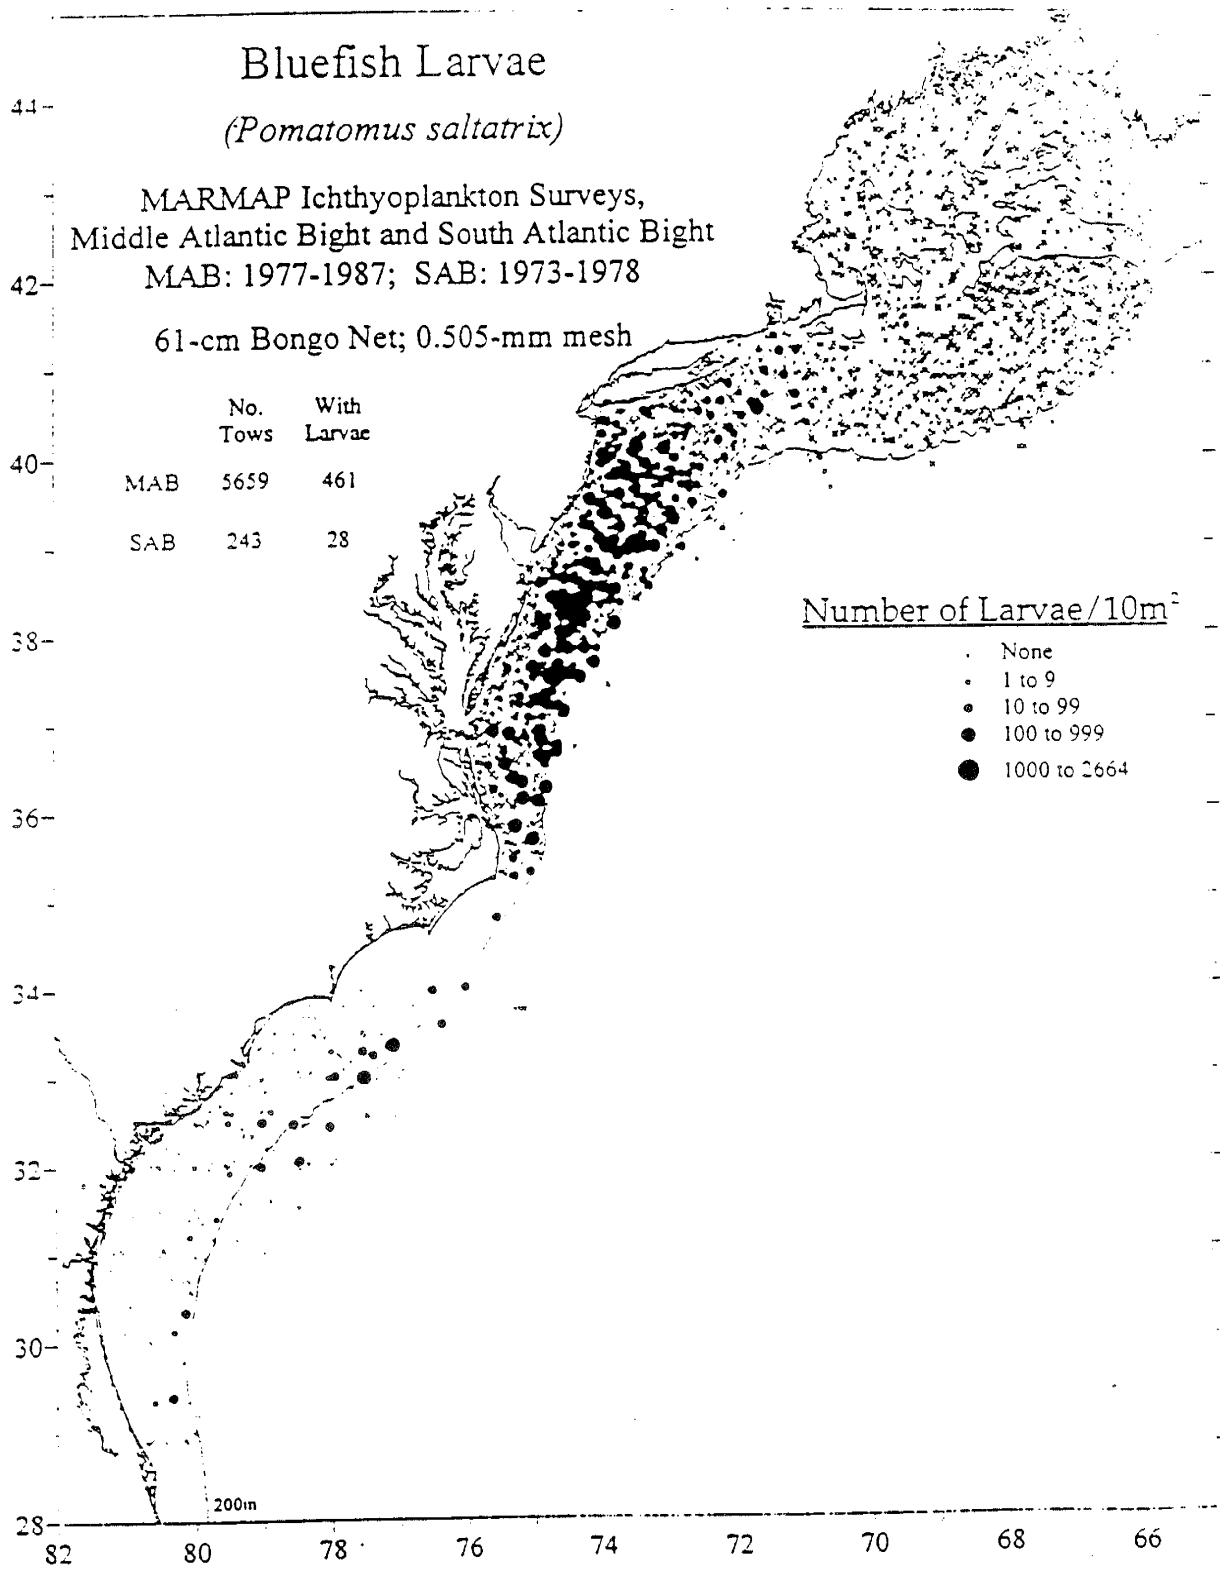 Bluefish Larvae
(Pomatomus saltatrix)
MARMAP Ichthyoplankton Surveys,
Middle Atlantic Bight and South Atlantic Bight
MAB: 1977-1987; SAB: 1973-1978
61-cm Bongo Net; 0.505-mm mesh
No. With
Tows Larvae
MAB 5659 461
SAB 243 28
Number of Larvae/10m²
None
1 to 9
10 to 99
100 to 999
1000 to 2664
44
42
40
38
36
34
32
30
28
200m
82 80 78 76 74 72 70 68 66